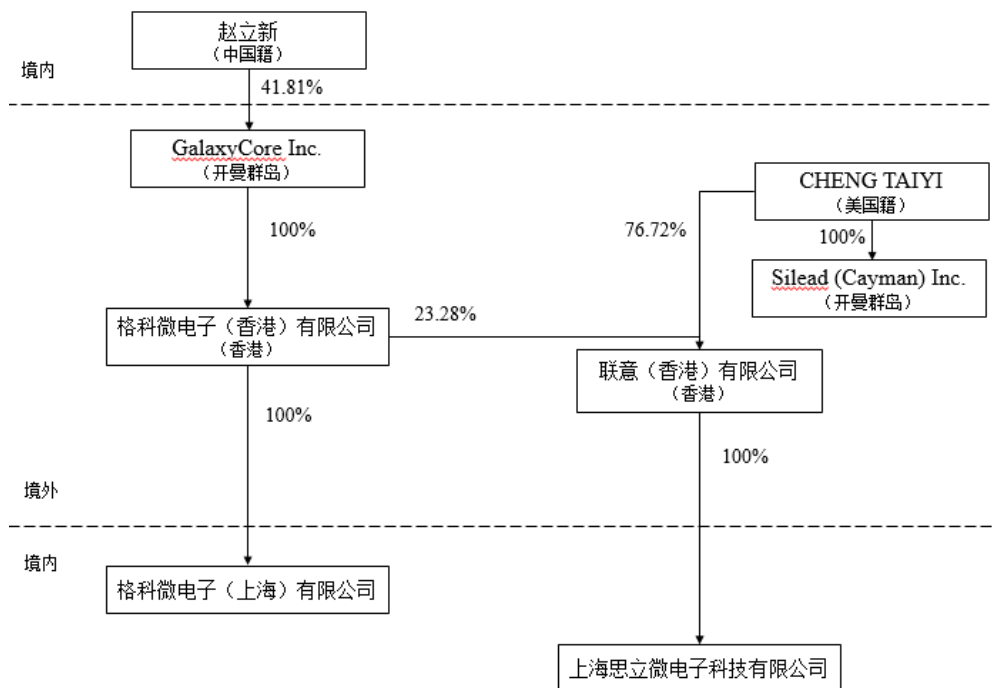 赵立新
（中国籍）
境内
41.81%
GalaxyCore Inc.
（开曼群岛）
CHENG TAIYI
（美国籍）
100%
76.72%
100%
Silead (Cayman) Inc.
（开曼群岛）
格科微电子（香港）有限公司
（香港）
23.28%
联意（香港）有限公司
（香港）
100%
100%
境外
境内
格科微电子（上海）有限公司
上海思立微电子科技有限公司